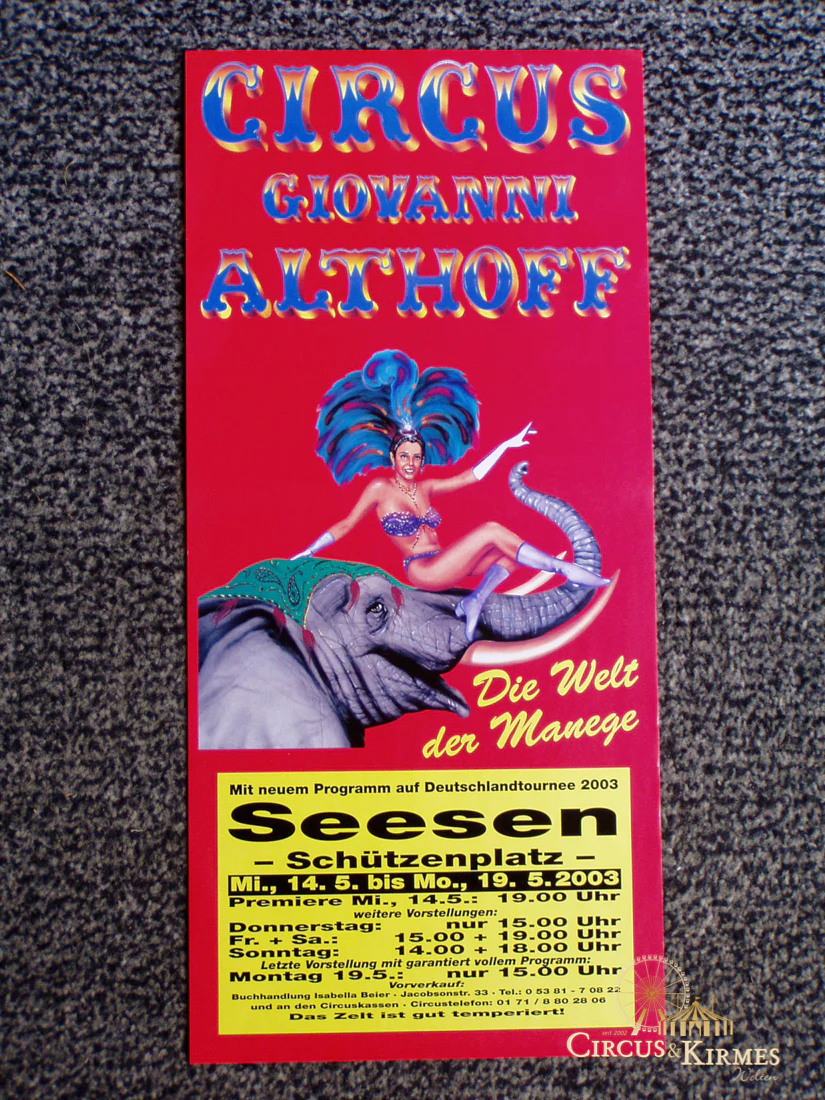 CIRCUS
GIOVANNI
ALTHOFF
Die Welt
der Manege
Mit neuem Programm auf Deutschlandtournee 2003
Seesen
– Schützenplatz –
Mi., 14. 5. bis Mo., 19. 5.2003
Premiere Mi., 14.5.: 19.00 Uhr
weitere Vorstellungen:
Donnerstag: nur 15.00 Uhr
Fr. + Sa.: 15.00 + 19.00 Uhr
Sonntag: 14.00 + 18.00 Uhr
Letzte Vorstellung mit garantiert vollem Programm:
Montag 19.5.: nur 15.00 Uhr
Vorverkauf:
Buchhandlung Isabella Beier · Jacobsonstr. 33 · Tel.: 0 53 81 - 7 08 22
und an den Circuskassen · Circustelefon: 01 71 / 8 80 28 06
Das Zelt ist gut temperiert!
seit 2002
CIRCUS & KIRMES
Welten